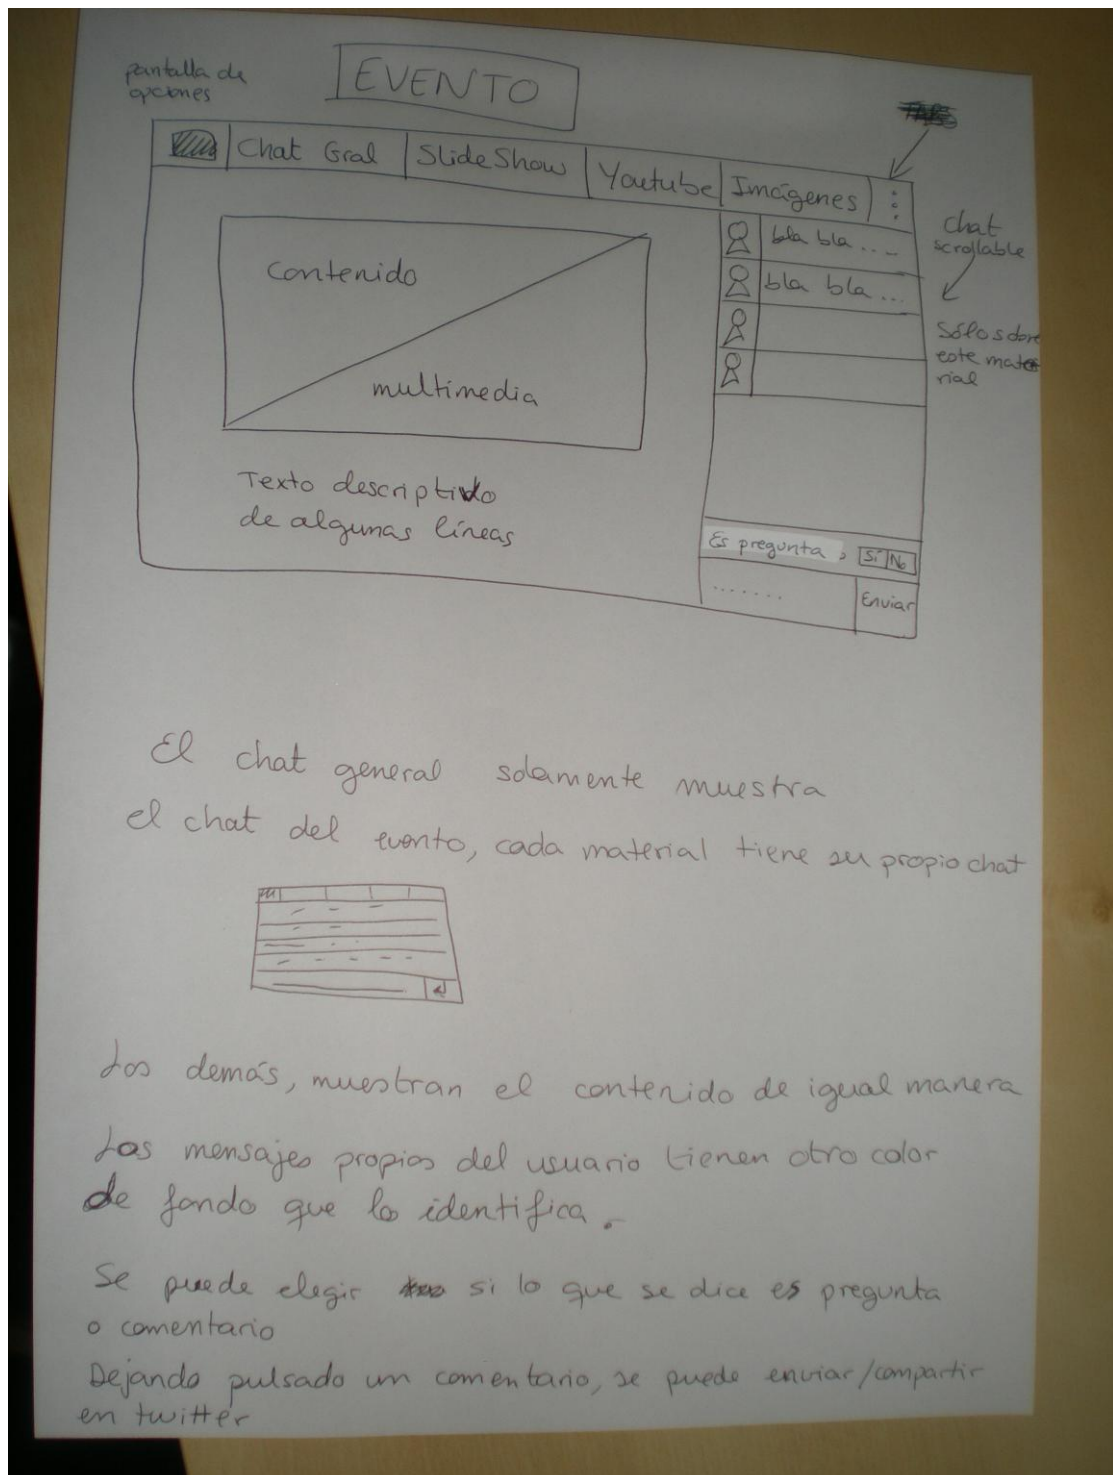 pantalla de
opciones
EVENTO
Chat Gral
SlideShow
Youtube
Imágenes
chat
scrollable
Sólo sobre
este mate
rial
bla bla ....
bla bla ...
Contenido
multimedia
Texto descriptivo
de algunas líneas
Es pregunta
Sí No
.......
Enviar
El chat general solamente muestra
el chat del evento, cada material tiene su propio chat
Los demás, muestran el contenido de igual manera
Los mensajes propios del usuario tienen otro color
de fondo que lo identifica.
Se puede elegir si lo que se dice es pregunta
o comentario
Dejando pulsado un comentario, se puede enviar/compartir
en twitter